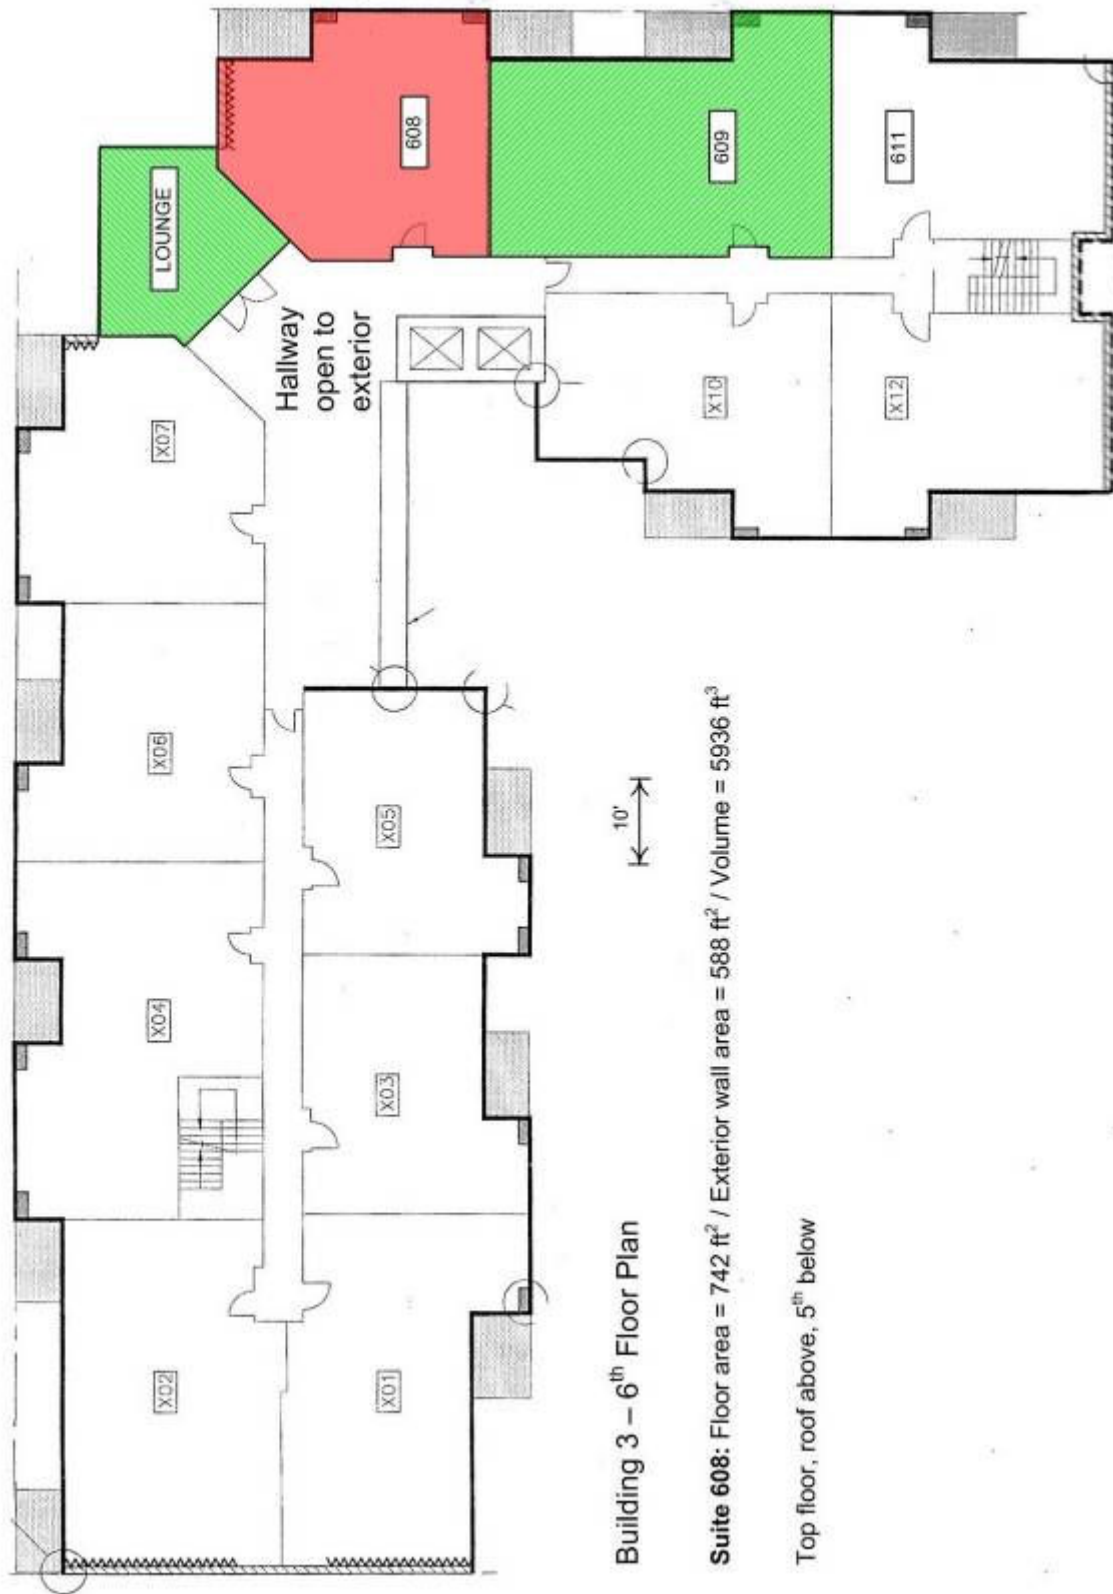 LOUNGE
608
609
611
Hallway
open to
exterior
X07
X10
X12
X06
X05
X04
X03
X02
X01
10'
Building 3 – 6th Floor Plan
Suite 608: Floor area = 742 ft² / Exterior wall area = 588 ft² / Volume = 5936 ft³
Top floor, roof above, 5th below